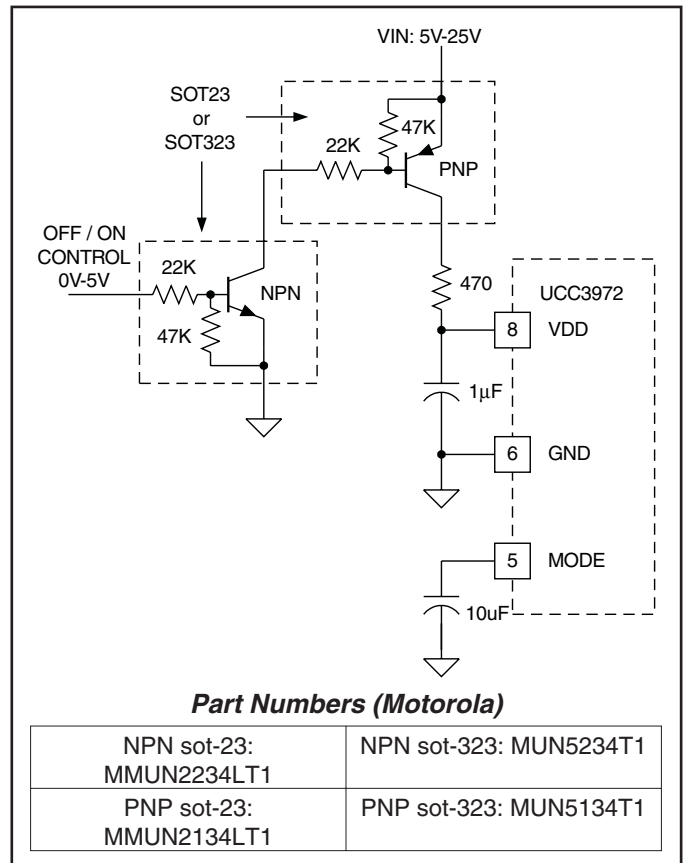 VIN: 5V-25V
SOT23
or
SOT323
47K
22K
PNP
OFF / ON
CONTROL
0V-5V
22K
NPN
47K
470
UCC3972
8 VDD
1μF
6 GND
5 MODE
10uF
Part Numbers (Motorola)
NPN sot-23:
MMUN2234LT1
NPN sot-323: MUN5234T1
PNP sot-23:
MMUN2134LT1
PNP sot-323: MUN5134T1